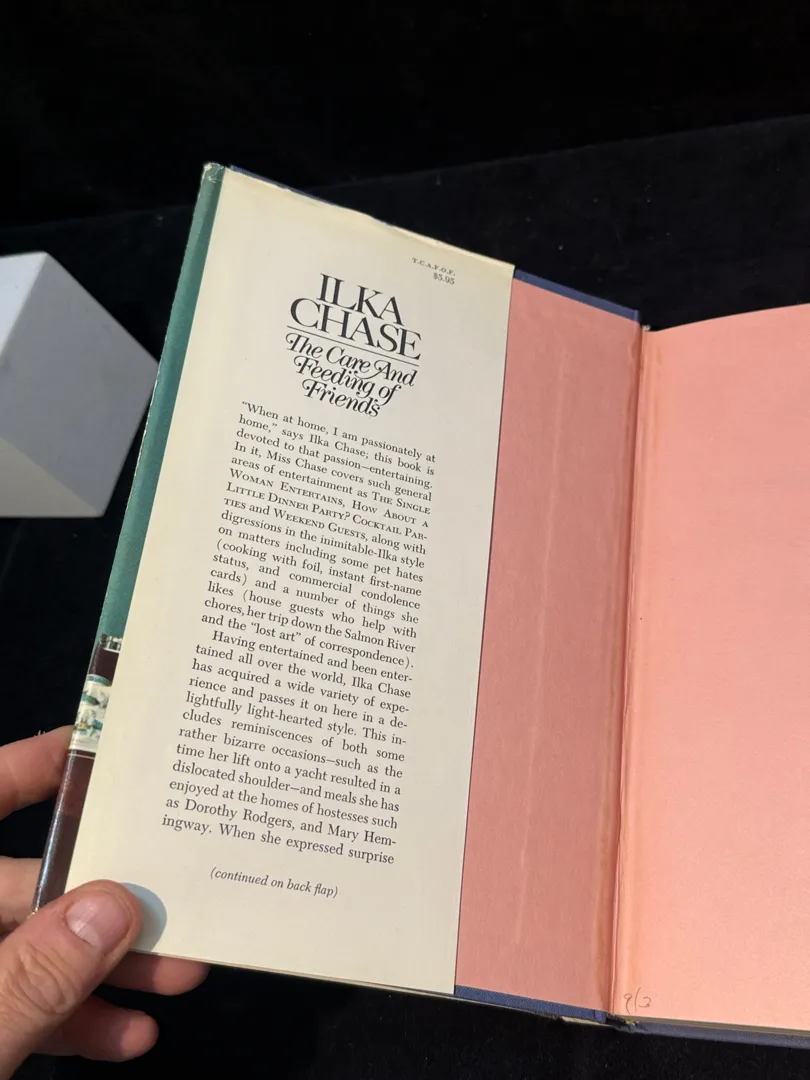 T.C.A.F.O.F.
$5.95
ILKA
CHASE
The Care And
Feeding of
Friends
“When at home, I am passionately at
home,” says Ilka Chase; this book is
devoted to that passion—entertaining.
In it, Miss Chase covers such general
areas of entertainment as THE SINGLE
WOMAN ENTERTAINS, HOW ABOUT A
LITTLE DINNER PARTY? COCKTAIL PAR-
TIES and WEEKEND GUESTS, along with
digressions in the inimitable-Ilka style
on matters including some pet hates
(cooking with foil, instant first-name
status, and commercial condolence
cards) and a number of things she
likes (house guests who help with
chores, her trip down the Salmon River
and the “lost art” of correspondence).
Having entertained and been enter-
tained all over the world, Ilka Chase
has acquired a wide variety of expe-
rience and passes it on here in a de-
lightfully light-hearted style. This in-
cludes reminiscences of both some
rather bizarre occasions—such as the
time her lift onto a yacht resulted in a
dislocated shoulder—and meals she has
enjoyed at the homes of hostesses such
as Dorothy Rodgers, and Mary Hem-
ingway. When she expressed surprise
(continued on back flap)